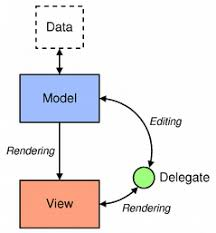 Data
Model
Editing
Rendering
Delegate
View
Rendering